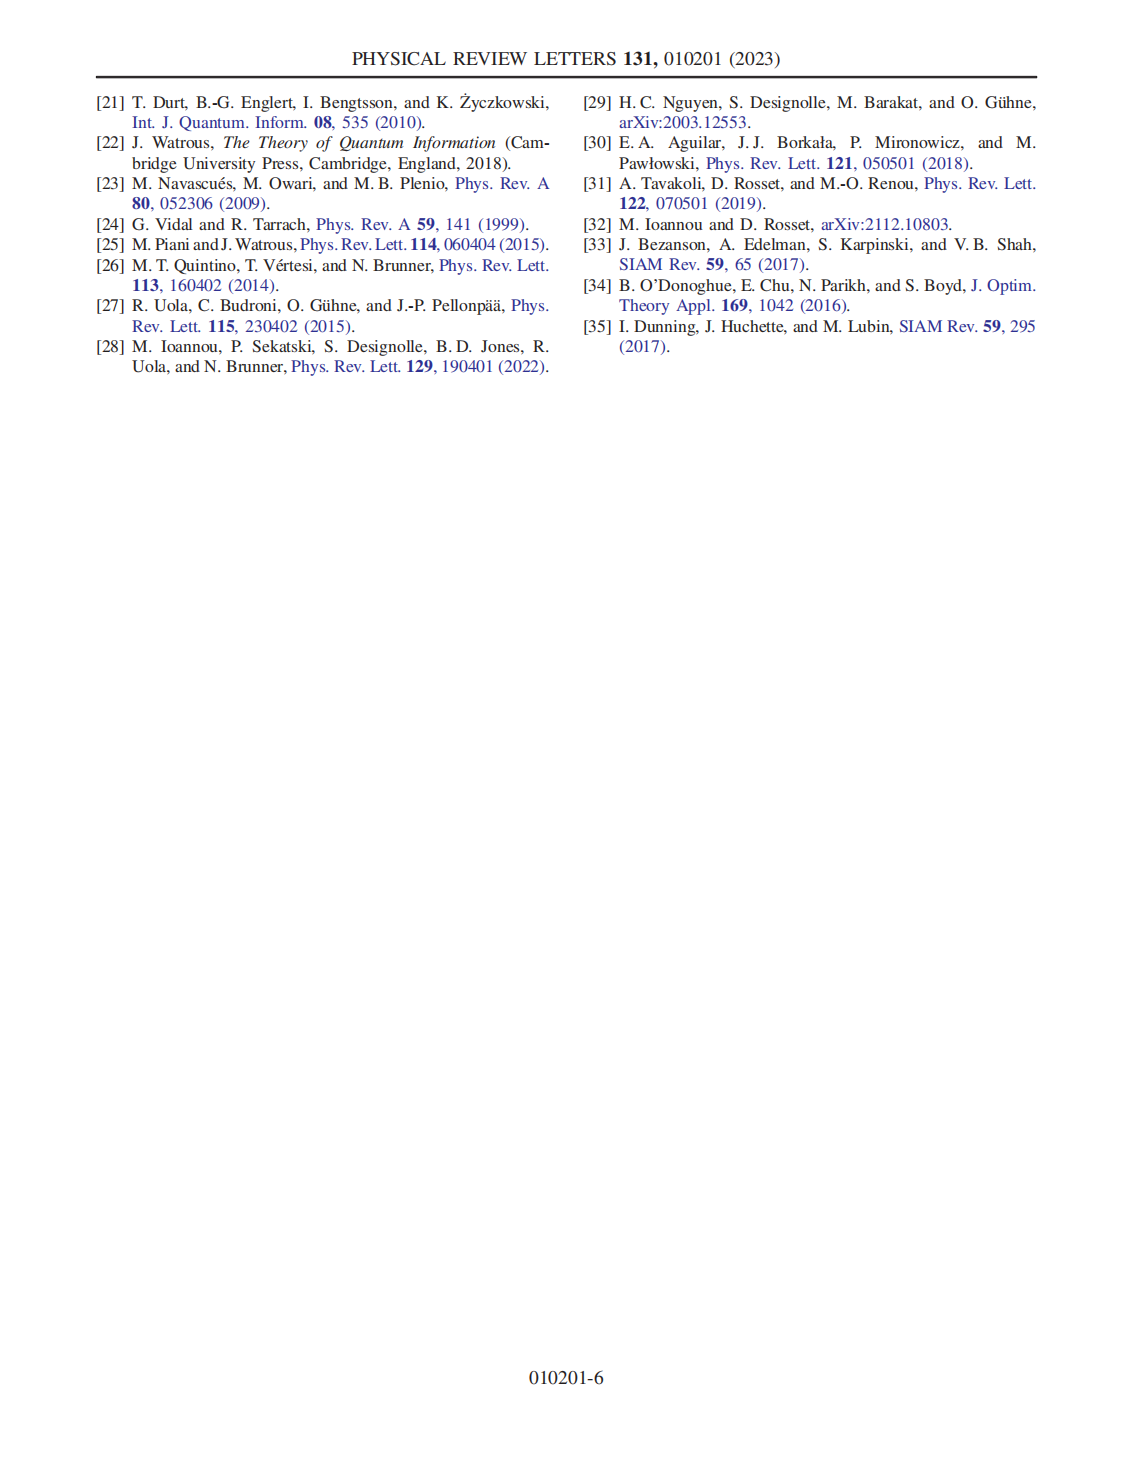 PHYSICAL REVIEW LETTERS 131, 010201 (2023)
[21] T. Durt, B.-G. Englert, I. Bengtsson, and K. Życzkowski,
Int. J. Quantum. Inform. 08, 535 (2010).
[22] J. Watrous, The Theory of Quantum Information (Cam-
bridge University Press, Cambridge, England, 2018).
[23] M. Navascués, M. Owari, and M. B. Plenio, Phys. Rev. A
80, 052306 (2009).
[24] G. Vidal and R. Tarrach, Phys. Rev. A 59, 141 (1999).
[25] M. Piani and J. Watrous, Phys. Rev. Lett. 114, 060404 (2015).
[26] M. T. Quintino, T. Vértesi, and N. Brunner, Phys. Rev. Lett.
113, 160402 (2014).
[27] R. Uola, C. Budroni, O. Gühne, and J.-P. Pellonpää, Phys.
Rev. Lett. 115, 230402 (2015).
[28] M. Ioannou, P. Sekatski, S. Designolle, B. D. Jones, R.
Uola, and N. Brunner, Phys. Rev. Lett. 129, 190401 (2022).
[29] H. C. Nguyen, S. Designolle, M. Barakat, and O. Gühne,
arXiv:2003.12553.
[30] E. A. Aguilar, J. J. Borkała, P. Mironowicz, and M.
Pawłowski, Phys. Rev. Lett. 121, 050501 (2018).
[31] A. Tavakoli, D. Rosset, and M.-O. Renou, Phys. Rev. Lett.
122, 070501 (2019).
[32] M. Ioannou and D. Rosset, arXiv:2112.10803.
[33] J. Bezanson, A. Edelman, S. Karpinski, and V. B. Shah,
SIAM Rev. 59, 65 (2017).
[34] B. O'Donoghue, E. Chu, N. Parikh, and S. Boyd, J. Optim.
Theory Appl. 169, 1042 (2016).
[35] I. Dunning, J. Huchette, and M. Lubin, SIAM Rev. 59, 295
(2017).
010201-6